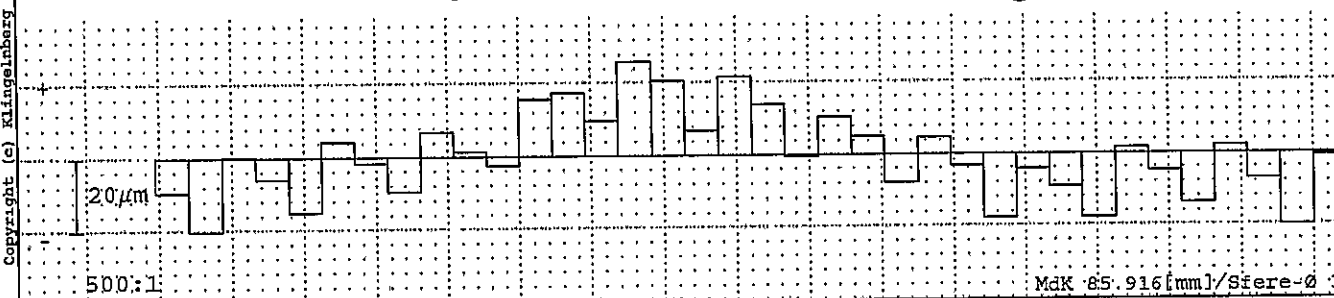 Copyright (c) Klingelnberg
+
20µm
-
500:1
MdK 85.916[mm]/Sfere-Ø